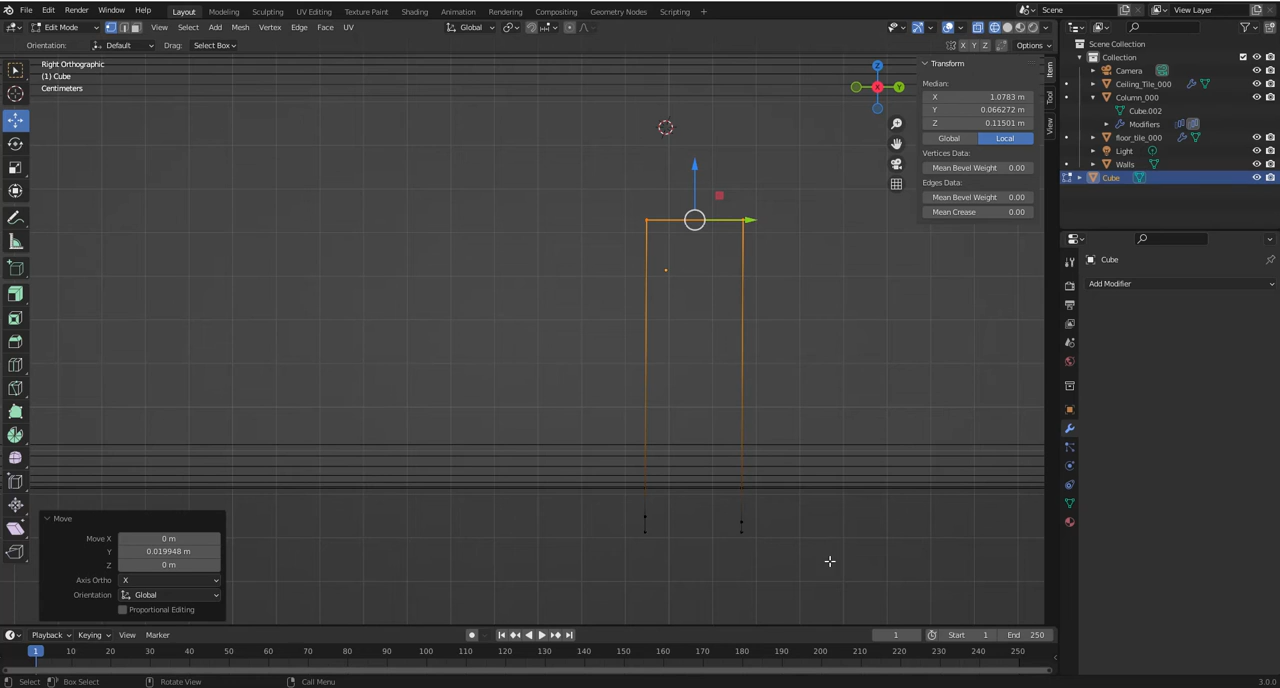 File Edit Render Window Help Layout Modeling Sculpting UV Editing Texture Paint Shading Animation Rendering Compositing Geometry Nodes Scripting + Scene View Layer
Edit Mode View Select Add Mesh Vertex Edge Face UV Global
Orientation: Default Drag: Select Box X Y Z Options
Right Orthographic
(1) Cube
Centimeters
Z
Y
X
Transform
Median:
X 1.0783 m
Y 0.066272 m
Z 0.11501 m
Global Local
Vertices Data:
Mean Bevel Weight 0.00
Edges Data:
Mean Bevel Weight 0.00
Mean Crease 0.00
Item
Tool
View
Scene Collection
Collection
Camera
Ceiling_Tile_000
Column_000
Cube.002
Modifiers
floor_tile_000
Light
Walls
Cube
Cube
Add Modifier
Move
Move X 0 m
Y 0.019948 m
Z 0 m
Axis Ortho X
Orientation Global
Proportional Editing
Playback Keying View Marker 1 Start 1 End 250
1 10 20 30 40 50 60 70 80 90 100 110 120 130 140 150 160 170 180 190 200 210 220 230 240 250
Select Box Select Rotate View Call Menu 3.0.0